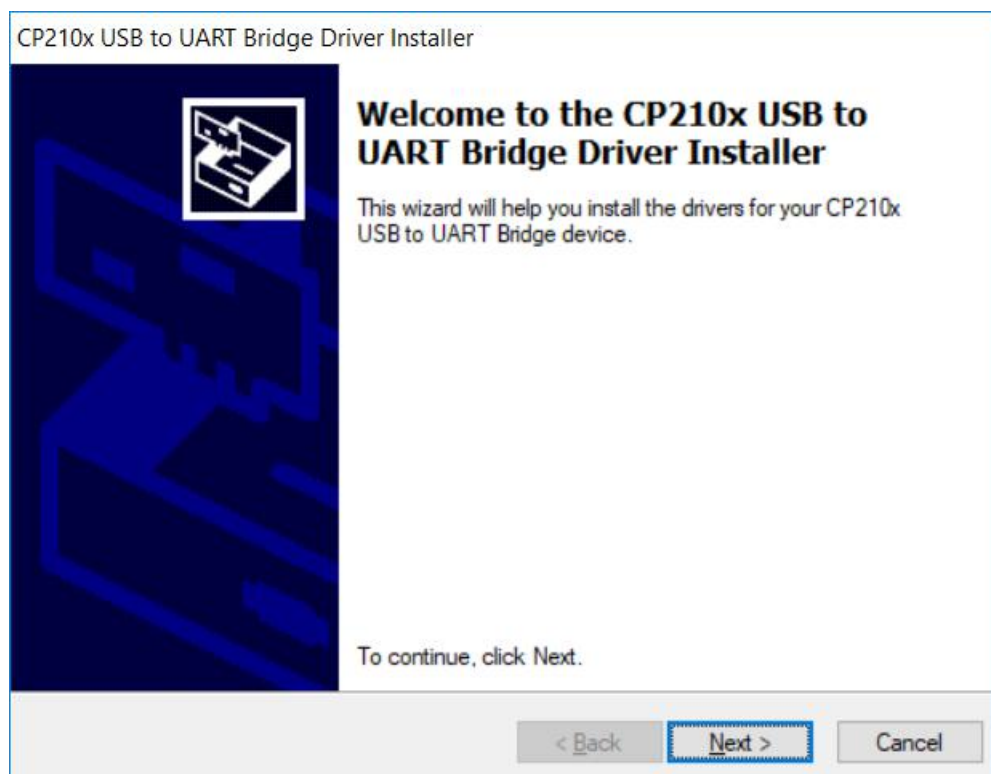 CP210x USB to UART Bridge Driver Installer
Welcome to the CP210x USB to
UART Bridge Driver Installer
This wizard will help you install the drivers for your CP210x
USB to UART Bridge device.
To continue, click Next.
< Back
Next >
Cancel